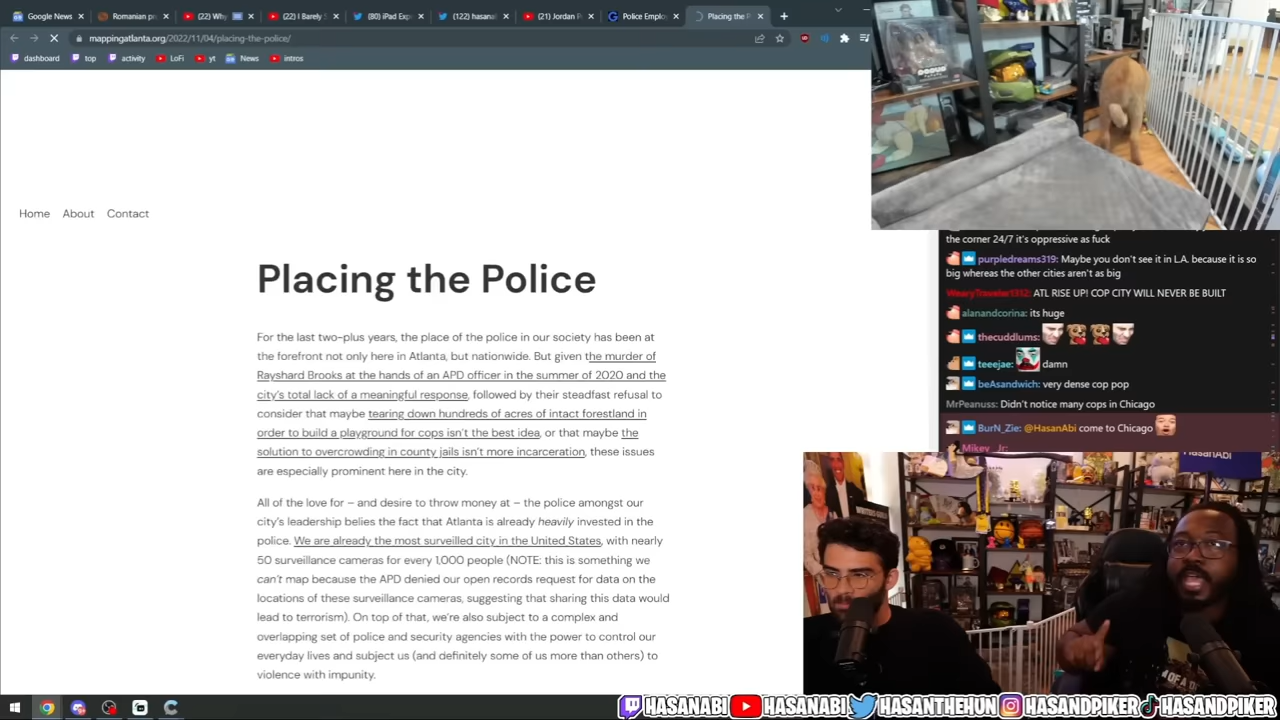 Google News
Romanian p
(22) Why
(22) I Barely S
(80) iPad Exp
(122) hasanal
(21) Jordan P
Police Emplo
Placing the P
mappingatlanta.org/2022/11/04/placing-the-police/
dashboard
top
activity
LoFi
yt
News
intros
Home
About
Contact
Placing the Police
For the last two-plus years, the place of the police in our society has been at
the forefront not only here in Atlanta, but nationwide. But given the murder of
Rayshard Brooks at the hands of an APD officer in the summer of 2020 and the
city's total lack of a meaningful response, followed by their steadfast refusal to
consider that maybe tearing down hundreds of acres of intact forestland in
order to build a playground for cops isn't the best idea, or that maybe the
solution to overcrowding in county jails isn't more incarceration, these issues
are especially prominent here in the city.
All of the love for – and desire to throw money at – the police amongst our
city's leadership belies the fact that Atlanta is already heavily invested in the
police. We are already the most surveilled city in the United States, with nearly
50 surveillance cameras for every 1,000 people (NOTE: this is something we
can't map because the APD denied our open records request for data on the
locations of these surveillance cameras, suggesting that sharing this data would
lead to terrorism). On top of that, we're also subject to a complex and
overlapping set of police and security agencies with the power to control our
everyday lives and subject us (and definitely some of us more than others) to
violence with impunity.
the corner 24/7 it's oppressive as fuck
purpledreams319: Maybe you don't see it in L.A. because it is so
big whereas the other cities aren't as big
WearyTraveler1312: ATL RISE UP! COP CITY WILL NEVER BE BUILT
alanandcorina: its huge
thecuddlums:
teeejae: damn
beAsandwich: very dense cop pop
MrPeanuss: Didn't notice many cops in Chicago
BurN_Zie: @HasanAbi come to Chicago
Mikey_Jr:
HasanAbi
HASANABI
HASANABI
HASANTHEHUN
HASANDPIKER
HASANDPIKER